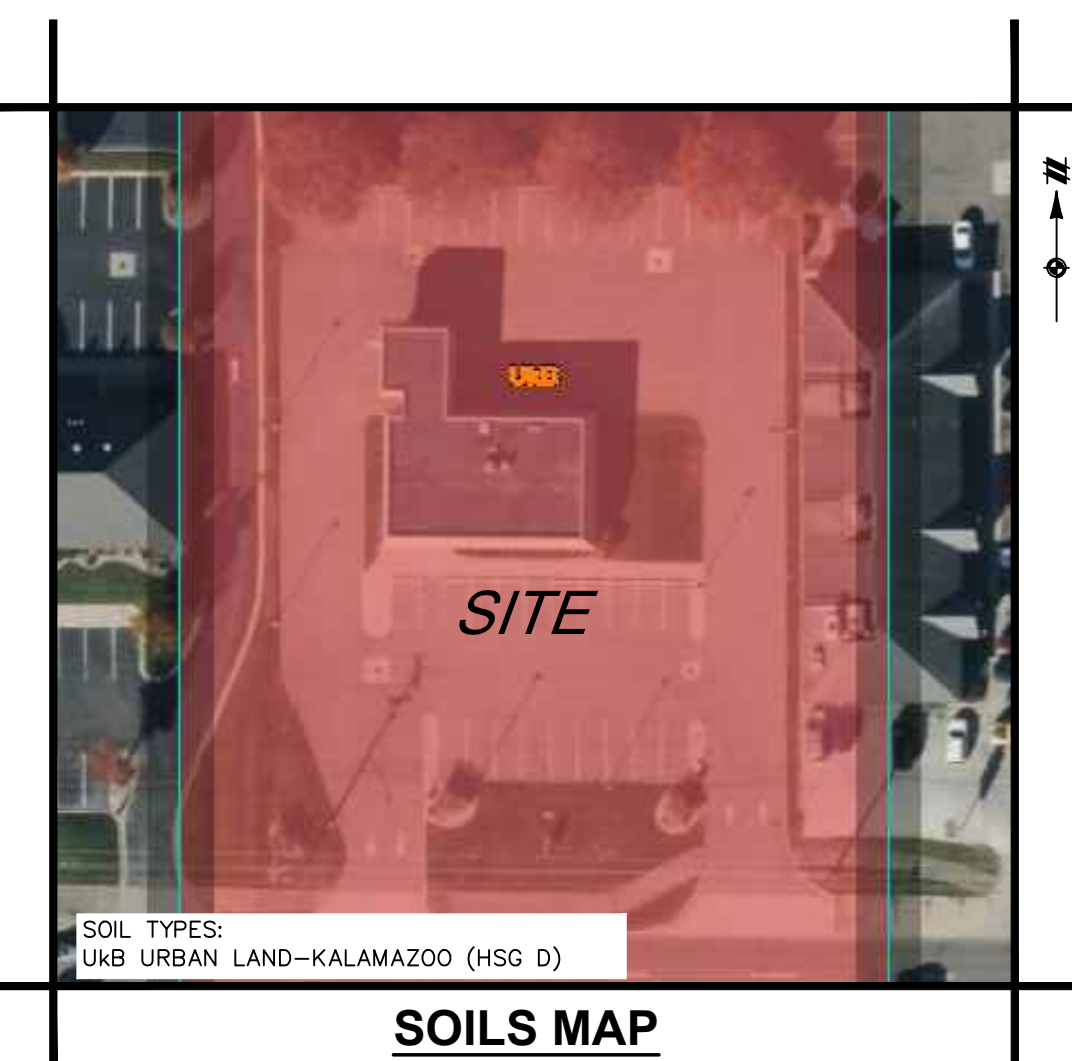 N
UkB
SITE
SOIL TYPES:
UkB URBAN LAND-KALAMAZOO (HSG D)
SOILS MAP